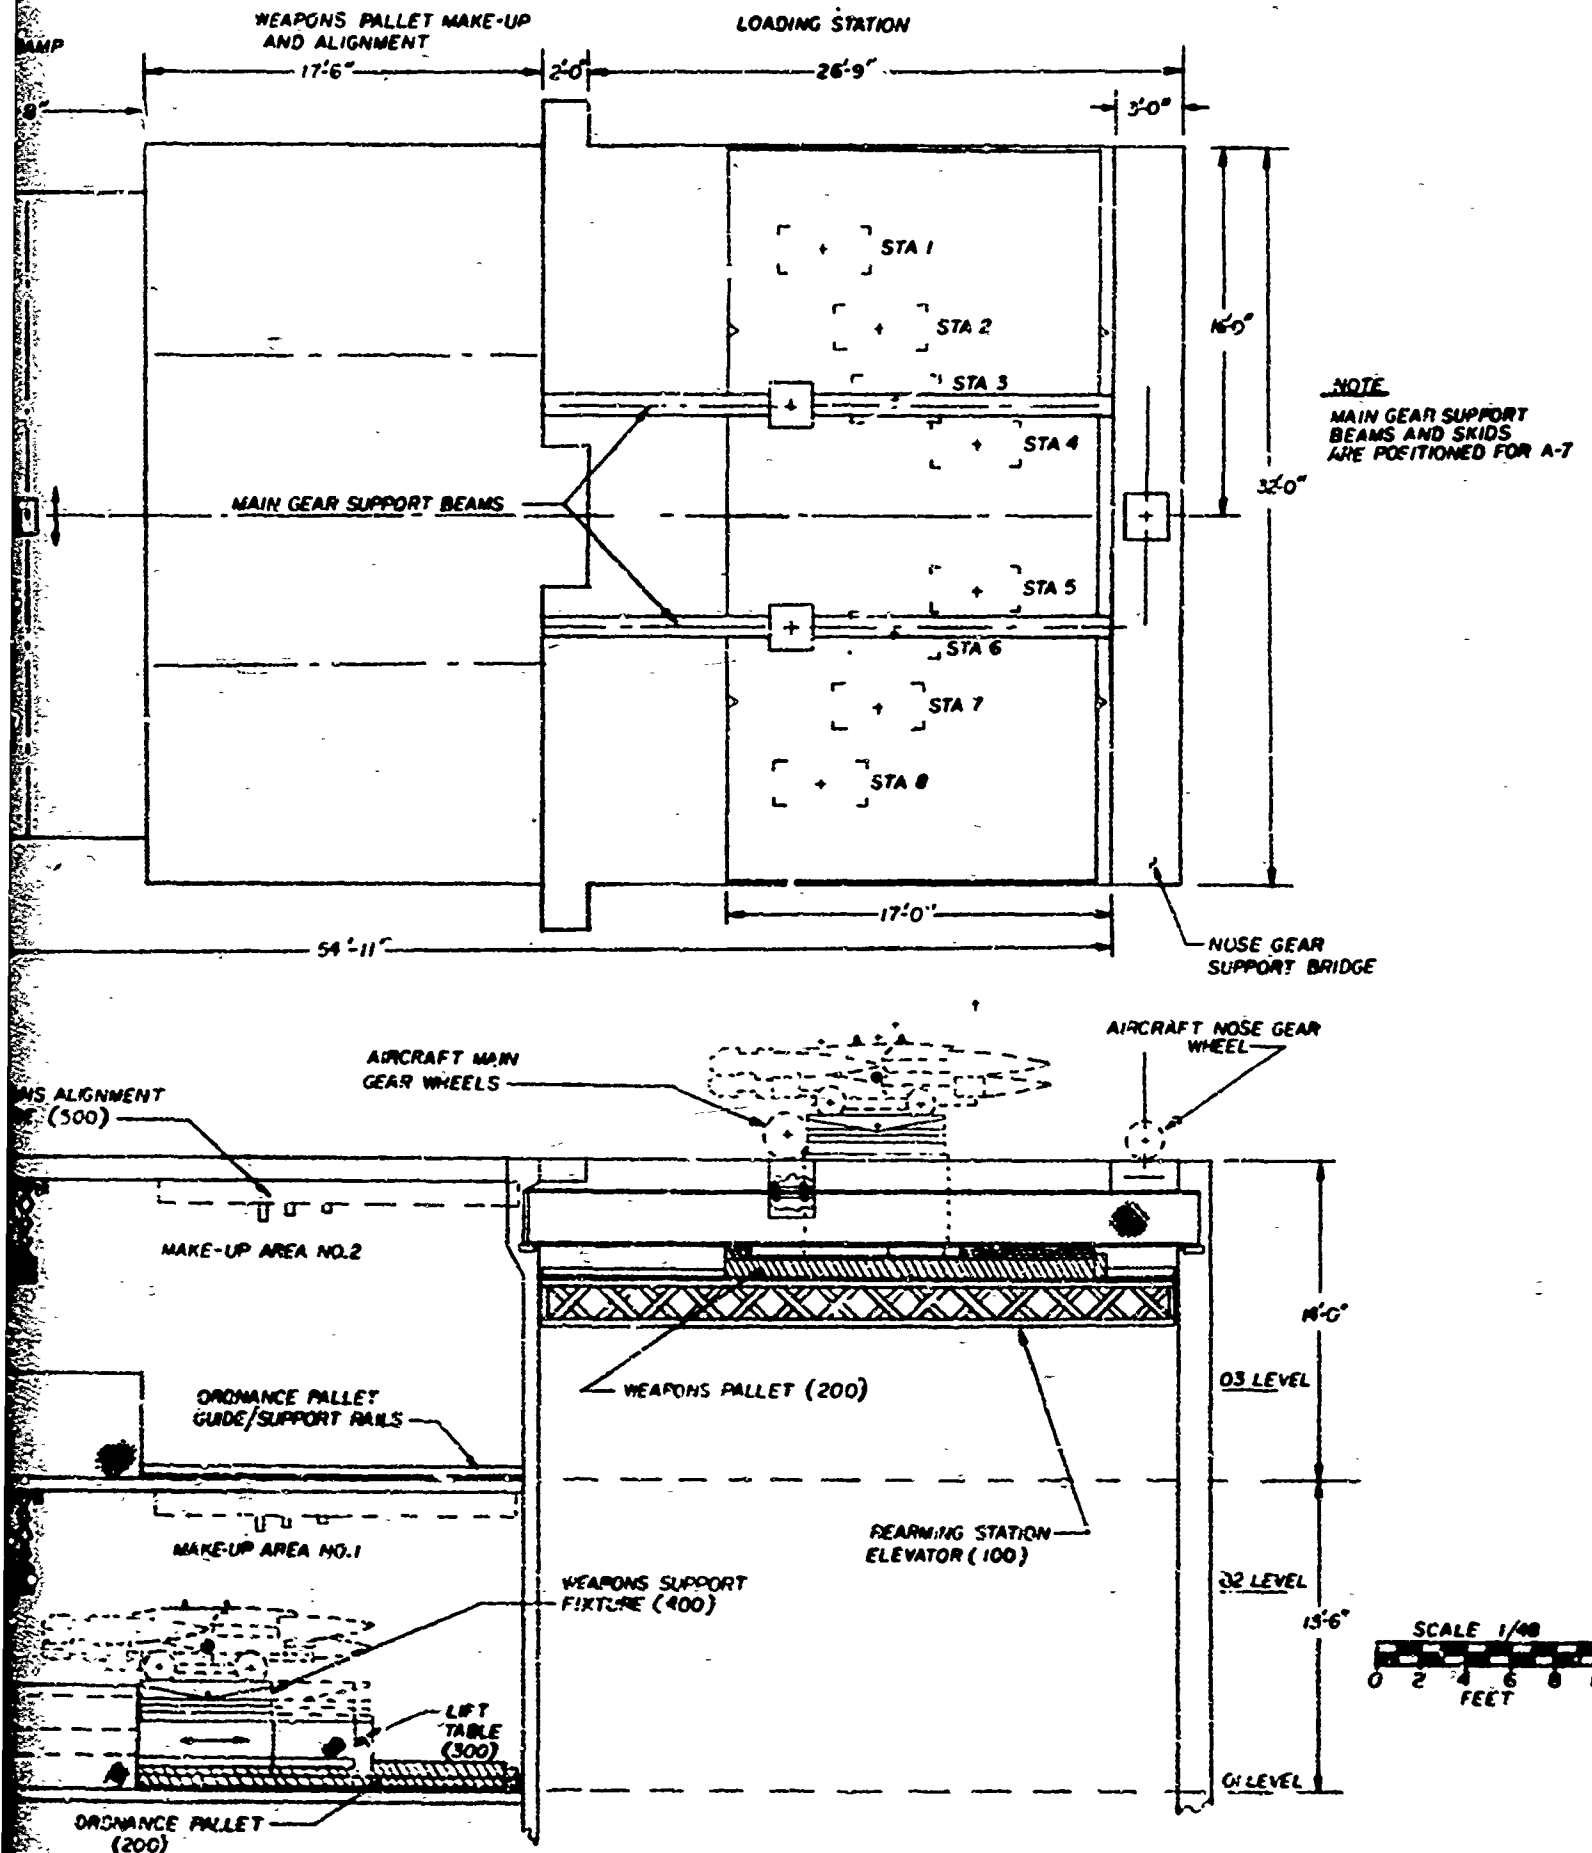 WEAPONS PALLET MAKE-UP
AND ALIGNMENT
LOADING STATION
AMP
17'6"
2'-0"
26'-9"
8"
3'-0"
STA 1
STA 2
16'-0"
STA 3
NOTE
MAIN GEAR SUPPORT
BEAMS AND SKIDS
ARE POSITIONED FOR A-7
STA 4
32'-0"
MAIN GEAR SUPPORT BEAMS
STA 5
STA 6
STA 7
STA 8
17'-0"
54'-11"
NOSE GEAR
SUPPORT BRIDGE
AIRCRAFT NOSE GEAR
WHEEL
AIRCRAFT MAIN
GEAR WHEELS
NS ALIGNMENT
(500)
MAKE-UP AREA NO.2
14'-0"
WEAPONS PALLET (200)
03 LEVEL
ORDNANCE PALLET
GUIDE/SUPPORT RAILS
REARMING STATION
ELEVATOR (100)
MAKE-UP AREA NO.1
WEAPONS SUPPORT
FIXTURE (400)
02 LEVEL
13'-6"
SCALE 1/48
0 2 4 6 8
FEET
LIFT
TABLE
(300)
01 LEVEL
ORDNANCE PALLET
(200)